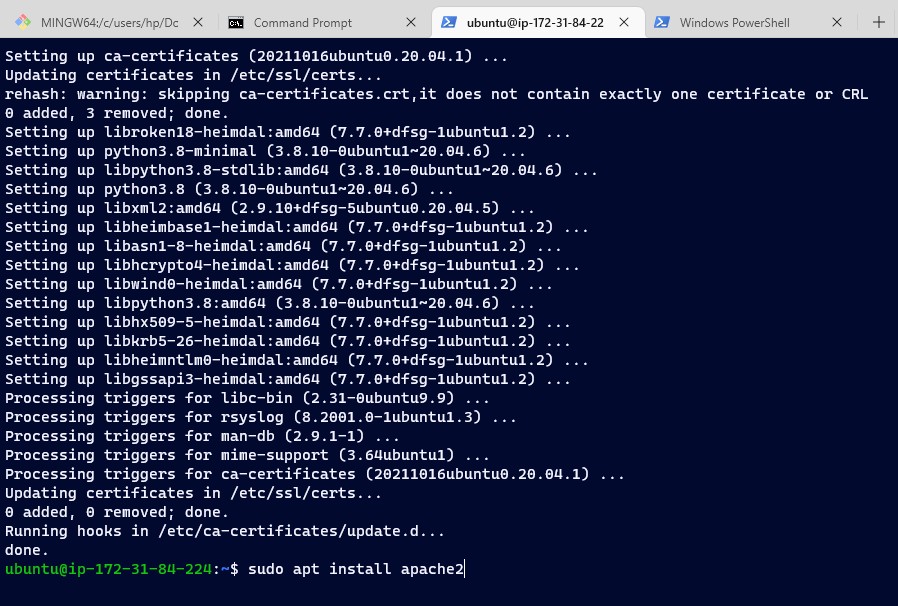 MINGW64:/c/users/hp/Dc
Command Prompt
ubuntu@ip-172-31-84-22
Windows PowerShell
Setting up ca-certificates (20211016ubuntu0.20.04.1) ...
Updating certificates in /etc/ssl/certs...
rehash: warning: skipping ca-certificates.crt,it does not contain exactly one certificate or CRL
0 added, 3 removed; done.
Setting up libroken18-heimdal:amd64 (7.7.0+dfsg-1ubuntu1.2) ...
Setting up python3.8-minimal (3.8.10-0ubuntu1~20.04.6) ...
Setting up libpython3.8-stdlib:amd64 (3.8.10-0ubuntu1~20.04.6) ...
Setting up python3.8 (3.8.10-0ubuntu1~20.04.6) ...
Setting up libxml2:amd64 (2.9.10+dfsg-5ubuntu0.20.04.5) ...
Setting up libheimbase1-heimdal:amd64 (7.7.0+dfsg-1ubuntu1.2) ...
Setting up libasn1-8-heimdal:amd64 (7.7.0+dfsg-1ubuntu1.2) ...
Setting up libhcrypto4-heimdal:amd64 (7.7.0+dfsg-1ubuntu1.2) ...
Setting up libwind0-heimdal:amd64 (7.7.0+dfsg-1ubuntu1.2) ...
Setting up libpython3.8:amd64 (3.8.10-0ubuntu1~20.04.6) ...
Setting up libhx509-5-heimdal:amd64 (7.7.0+dfsg-1ubuntu1.2) ...
Setting up libkrb5-26-heimdal:amd64 (7.7.0+dfsg-1ubuntu1.2) ...
Setting up libheimntlm0-heimdal:amd64 (7.7.0+dfsg-1ubuntu1.2) ...
Setting up libgssapi3-heimdal:amd64 (7.7.0+dfsg-1ubuntu1.2) ...
Processing triggers for libc-bin (2.31-0ubuntu9.9) ...
Processing triggers for rsyslog (8.2001.0-1ubuntu1.3) ...
Processing triggers for man-db (2.9.1-1) ...
Processing triggers for mime-support (3.64ubuntu1) ...
Processing triggers for ca-certificates (20211016ubuntu0.20.04.1) ...
Updating certificates in /etc/ssl/certs...
0 added, 0 removed; done.
Running hooks in /etc/ca-certificates/update.d...
done.
ubuntu@ip-172-31-84-224:~$ sudo apt install apache2